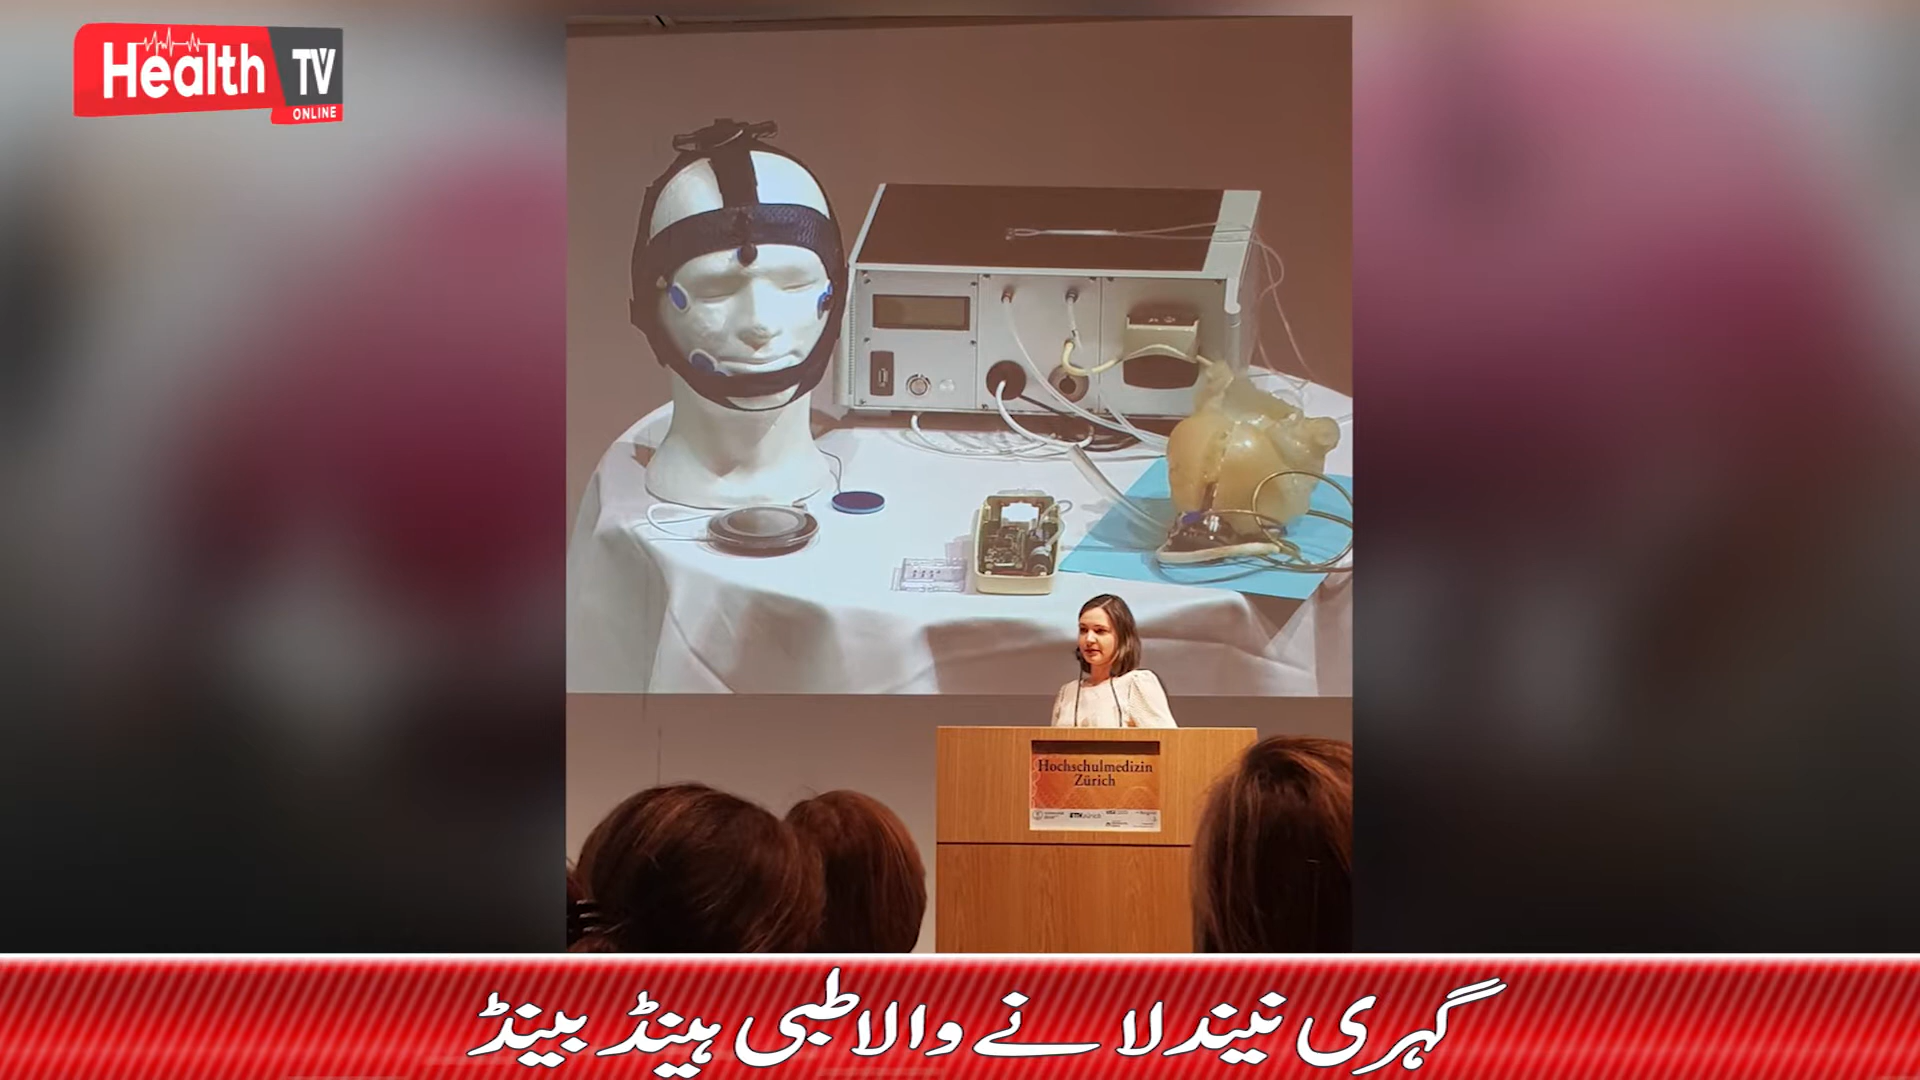 Health TV
ONLINE
Hochschulmedizin
Zürich
گہری نیند لانے والا طبی ہینڈ بینڈ